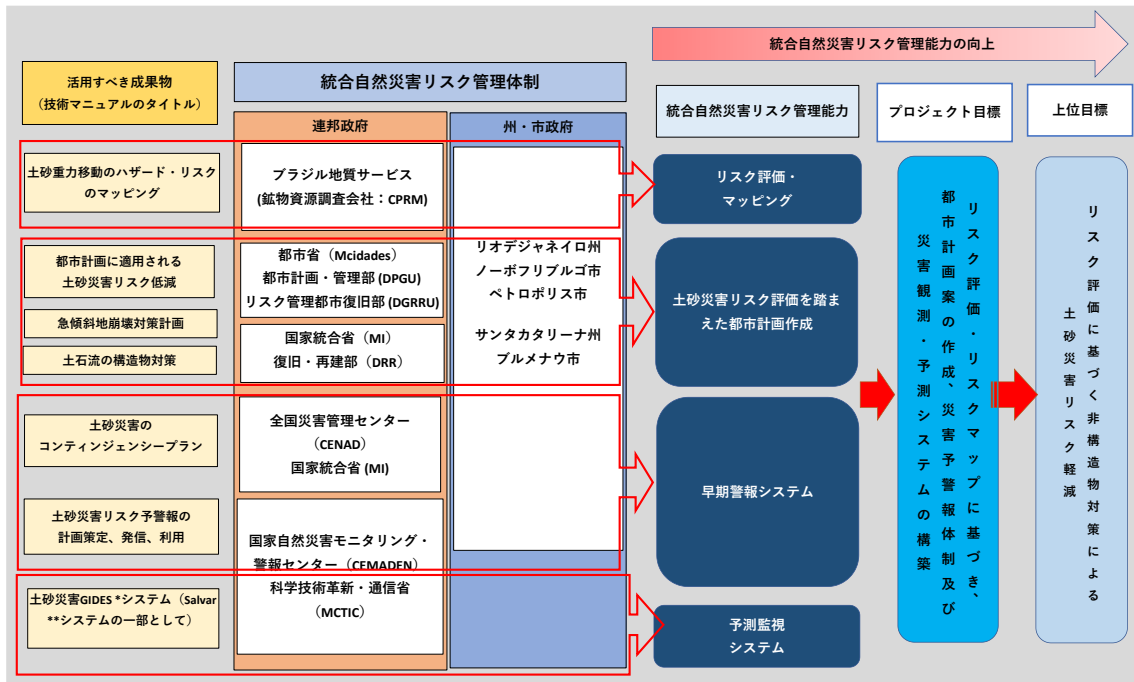 統合自然災害リスク管理能力の向上
活用すべき成果物
（技術マニュアルのタイトル）
統合自然災害リスク管理体制
統合自然災害リスク管理能力
プロジェクト目標
上位目標
連邦政府
州・市政府
土砂重力移動のハザード・リスク
のマッピング
ブラジル地質サービス
(鉱物資源調査会社：CPRM)
リスク評価・
マッピング
都市計画に適用される
土砂災害リスク低減
急傾斜地崩壊対策計画
土石流の構造物対策
都市省（Mcidades）
都市計画・管理部(DPGU)
リスク管理都市復旧部(DGRRU)
国家統合省（MI）
復旧・再建部（DRR）
リオデジャネイロ州
ノーボフリブルゴ市
ペトロポリス市
サンタカタリーナ州
ブルメナウ市
土砂災害リスク評価を踏ま
えた都市計画作成
土砂災害の
コンティンジェンシープラン
土砂災害リスク予警報の
計画策定、発信、利用
全国災害管理センター
（CENAD）
国家統合省(MI)
早期警報システム
国家自然災害モニタリング・
警報センター（CEMADEN）
科学技術革新・通信省
（MCTIC）
土砂災害GIDES *システム（Salvar
**システムの一部として）
予測監視
システム
リスク評価・リスクマップに基づき、
都市計画案の作成、災害予警報体制及び
災害観測・予測システムの構築
リスク評価に基づく非構造物対策による
土砂災害リスク軽減